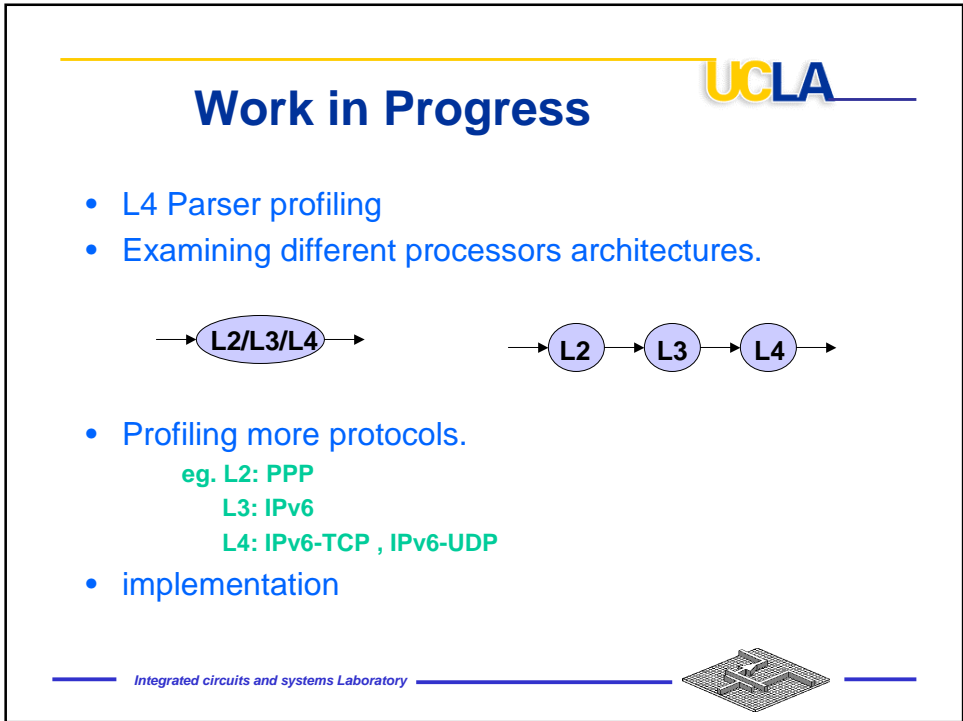 UCLA
Work in Progress
• L4 Parser profiling
• Examining different processors architectures.
L2/L3/L4
L2 L3 L4
• Profiling more protocols.
eg. L2: PPP
L3: IPv6
L4: IPv6-TCP , IPv6-UDP
• implementation
Integrated circuits and systems Laboratory